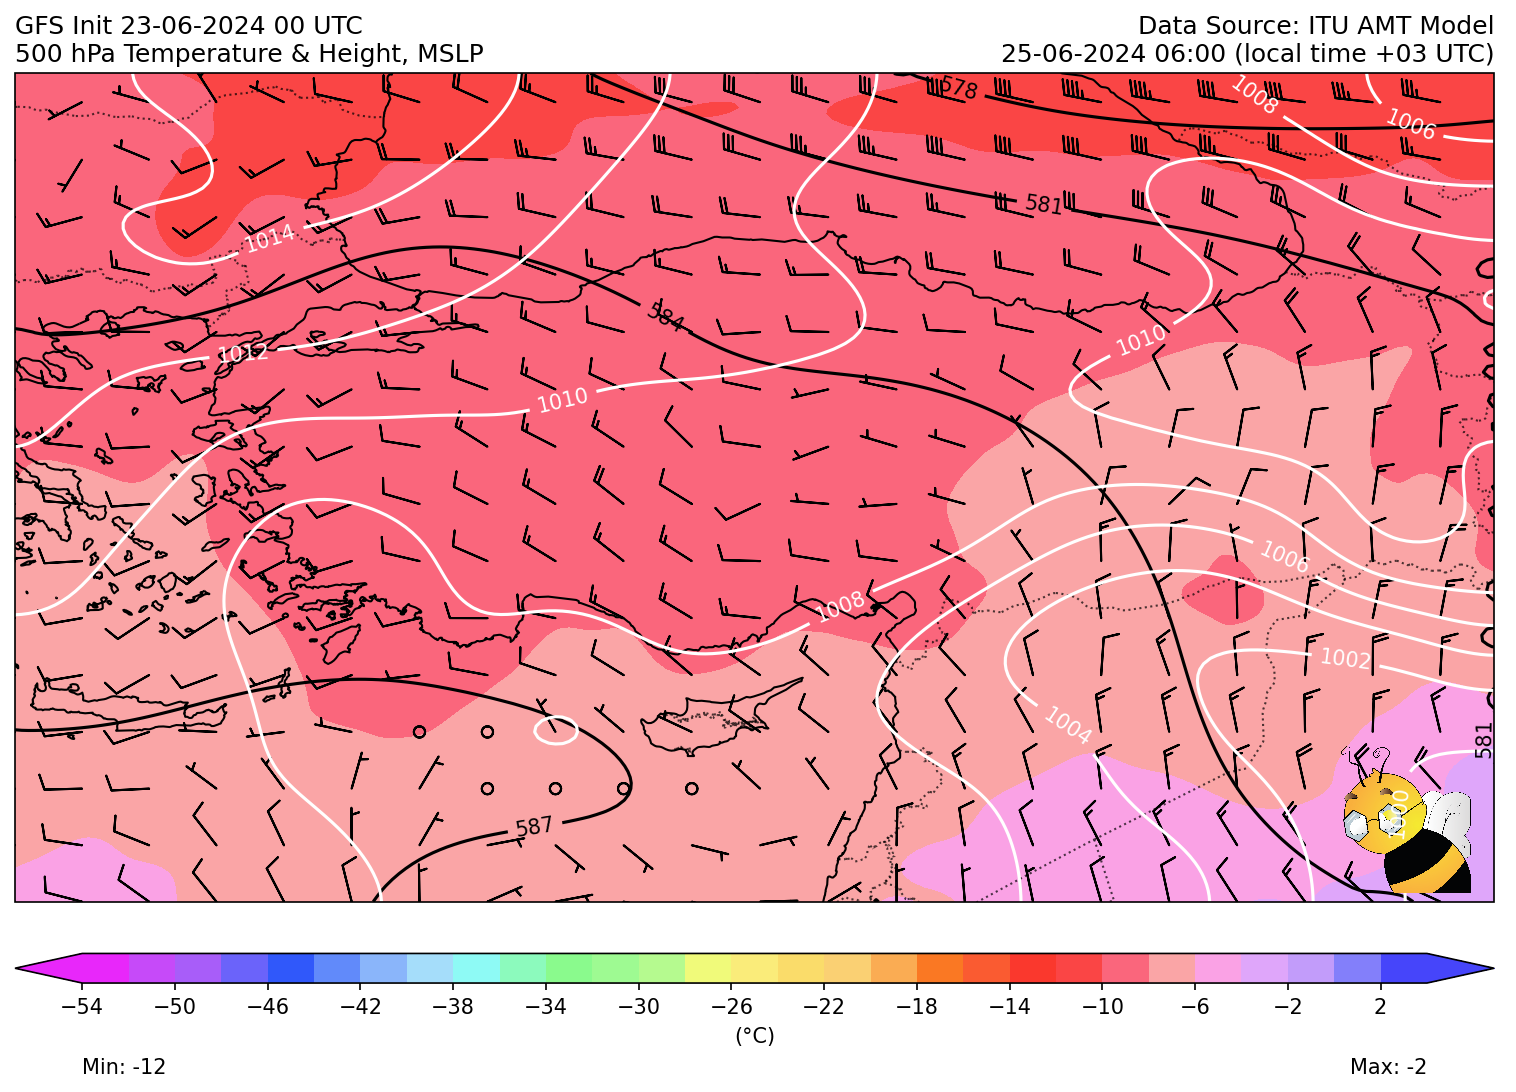 GFS Init 23-06-2024 00 UTC
Data Source: ITU AMT Model
500 hPa Temperature & Height, MSLP
25-06-2024 06:00 (local time +03 UTC)
578
1008
1006
581
1014
584
1010
1012
1010
1006
1008
1002
1004
581
1000
587
−54 −50 −46 −42 −38 −34 −30 −26 −22 −18 −14 −10 −6 −2 2
(°C)
Min: -12
Max: -2